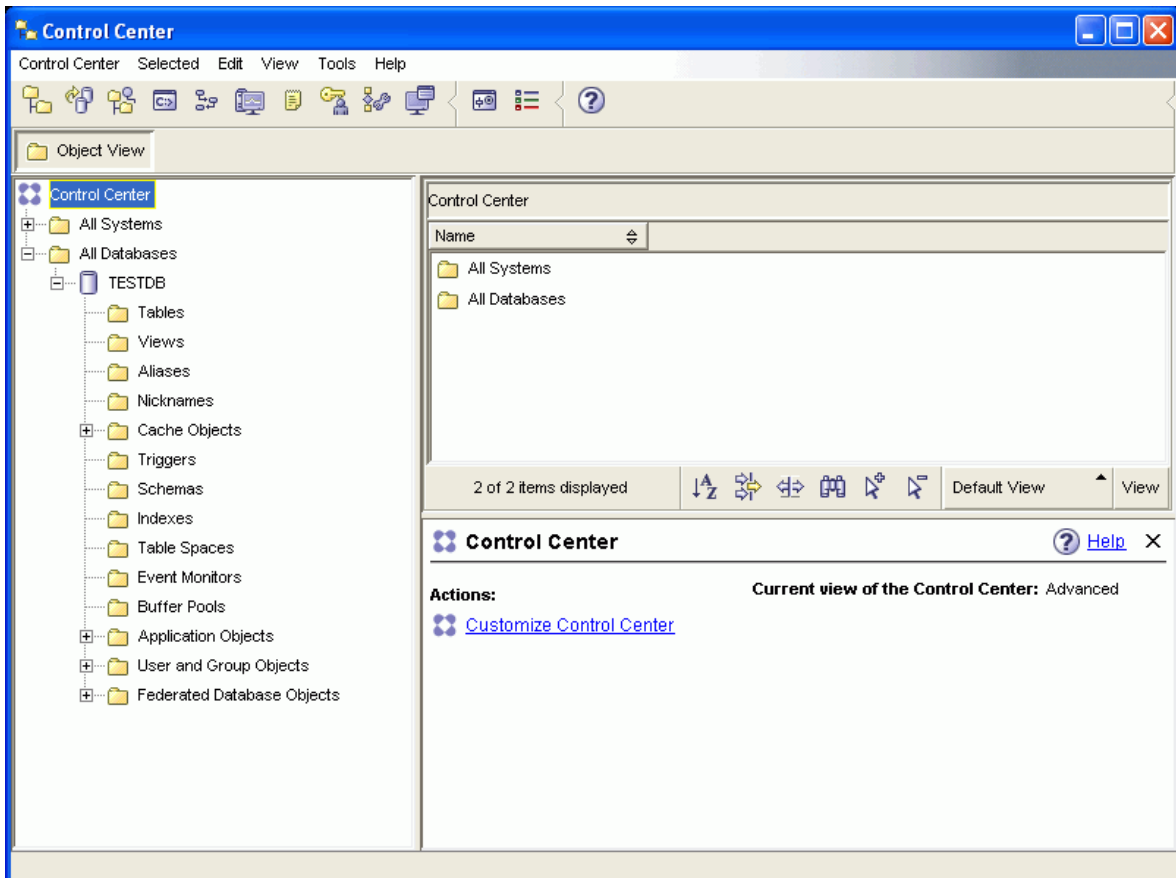 Control Center
Control Center Selected Edit View Tools Help
Object View
Control Center
All Systems
All Databases
TESTDB
Tables
Views
Aliases
Nicknames
Cache Objects
Triggers
Schemas
Indexes
Table Spaces
Event Monitors
Buffer Pools
Application Objects
User and Group Objects
Federated Database Objects
Control Center
Name
All Systems
All Databases
2 of 2 items displayed Default View View
Control Center Help
Actions: Current view of the Control Center: Advanced
Customize Control Center